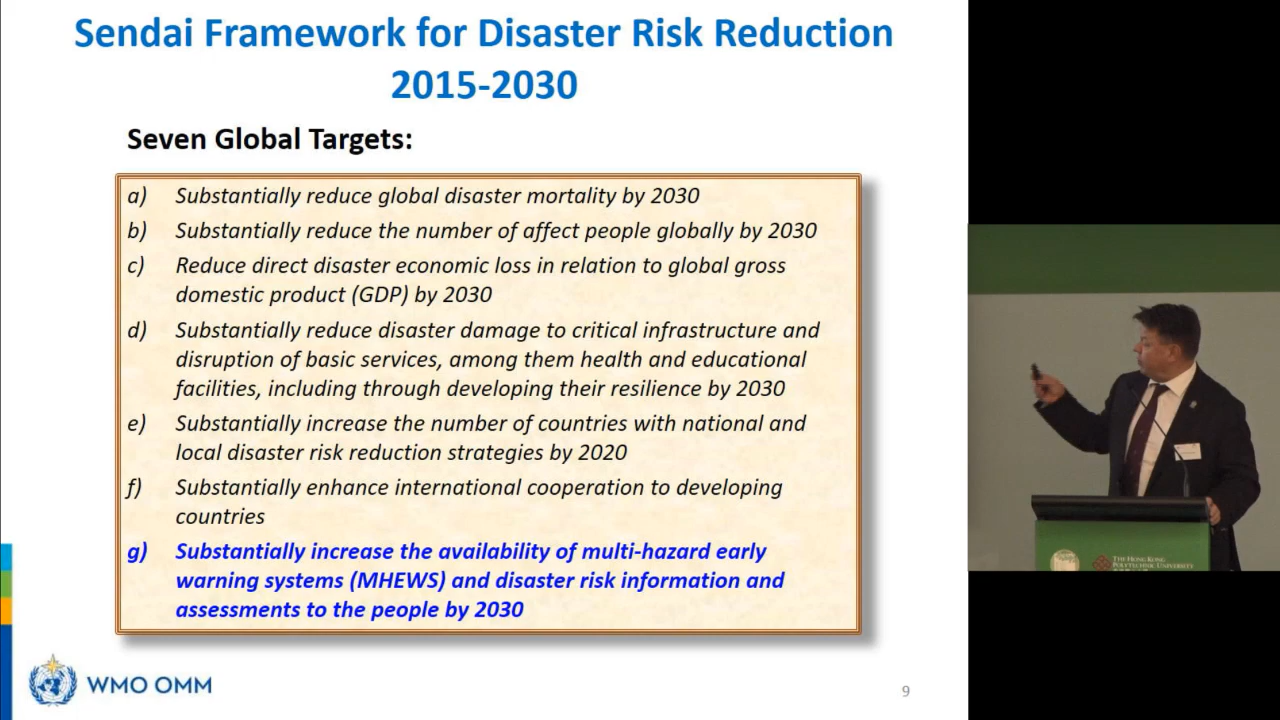 Sendai Framework for Disaster Risk Reduction
2015-2030
Seven Global Targets:
a) Substantially reduce global disaster mortality by 2030
b) Substantially reduce the number of affect people globally by 2030
c) Reduce direct disaster economic loss in relation to global gross
domestic product (GDP) by 2030
d) Substantially reduce disaster damage to critical infrastructure and
disruption of basic services, among them health and educational
facilities, including through developing their resilience by 2030
e) Substantially increase the number of countries with national and
local disaster risk reduction strategies by 2020
f) Substantially enhance international cooperation to developing
countries
g) Substantially increase the availability of multi-hazard early
warning systems (MHEWS) and disaster risk information and
assessments to the people by 2030
WMO OMM
9
THE HONG KONG
POLYTECHNIC UNIVERSITY